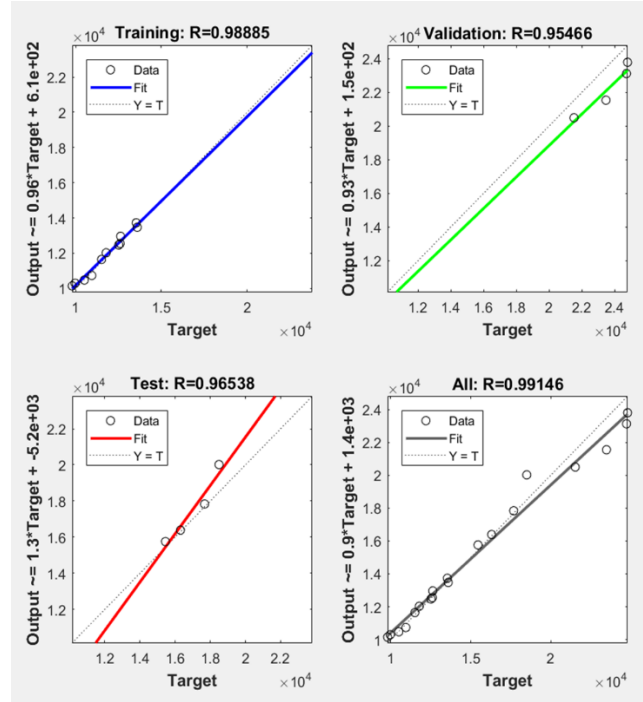 Training: R=0.98885
×10⁴
Output ~= 0.96*Target + 6.1e+02
2.2
2
1.8
1.6
1.4
1.2
1
Data
Fit
Y = T
1
1.5
2
Target
×10⁴
Validation: R=0.95466
×10⁴
Output ~= 0.93*Target + 1.5e+02
2.4
2.2
2
1.8
1.6
1.4
1.2
Data
Fit
Y = T
1.2
1.4
1.6
1.8
2
2.2
2.4
Target
×10⁴
Test: R=0.96538
×10⁴
Output ~= 1.3*Target + -5.2e+03
2.2
2
1.8
1.6
1.4
1.2
Data
Fit
Y = T
1.2
1.4
1.6
1.8
2
2.2
Target
×10⁴
All: R=0.99146
×10⁴
Output ~= 0.9*Target + 1.4e+03
2.4
2.2
2
1.8
1.6
1.4
1.2
1
Data
Fit
Y = T
1
1.5
2
Target
×10⁴